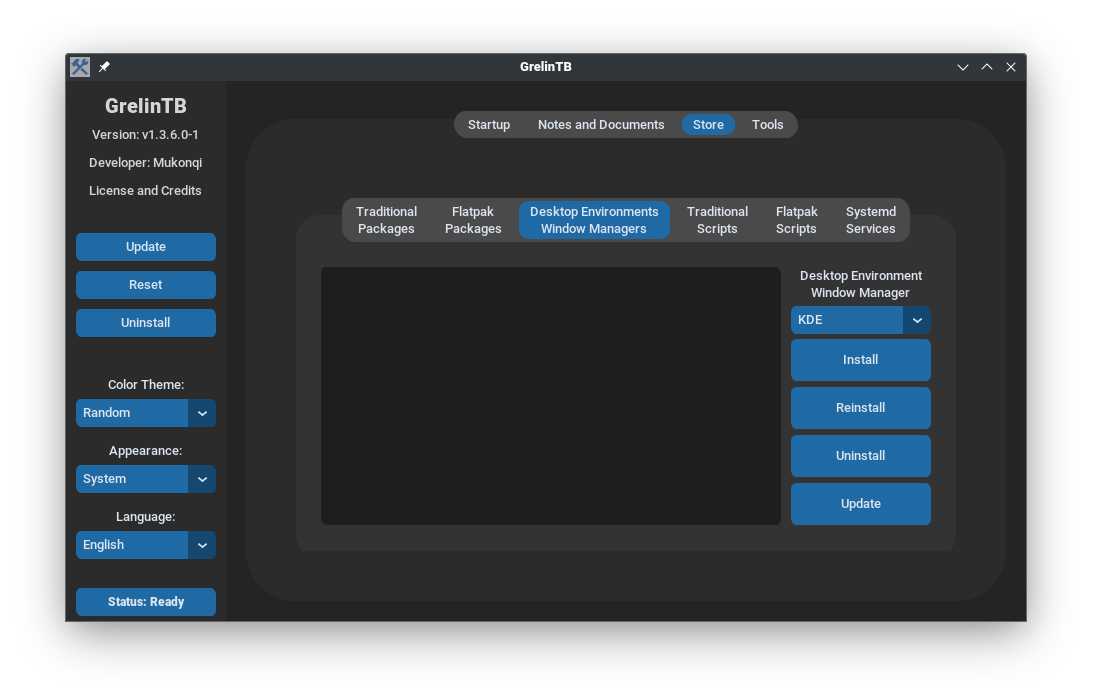 GrelinTB
GrelinTB
Version: v1.3.6.0-1
Developer: Mukonqi
License and Credits
Update
Reset
Uninstall
Color Theme:
Random
Appearance:
System
Language:
English
Status: Ready
Startup
Notes and Documents
Store
Tools
Traditional
Packages
Flatpak
Packages
Desktop Environments
Window Managers
Traditional
Scripts
Flatpak
Scripts
Systemd
Services
Desktop Environment
Window Manager
KDE
Install
Reinstall
Uninstall
Update